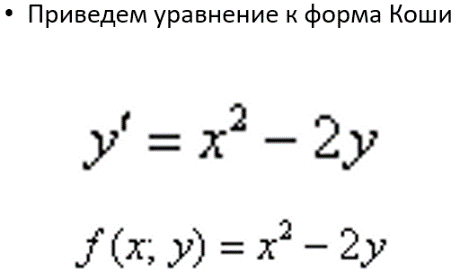 • Приведем уравнение к форма Коши
y′ = x² − 2y
f (x; y) = x² − 2y